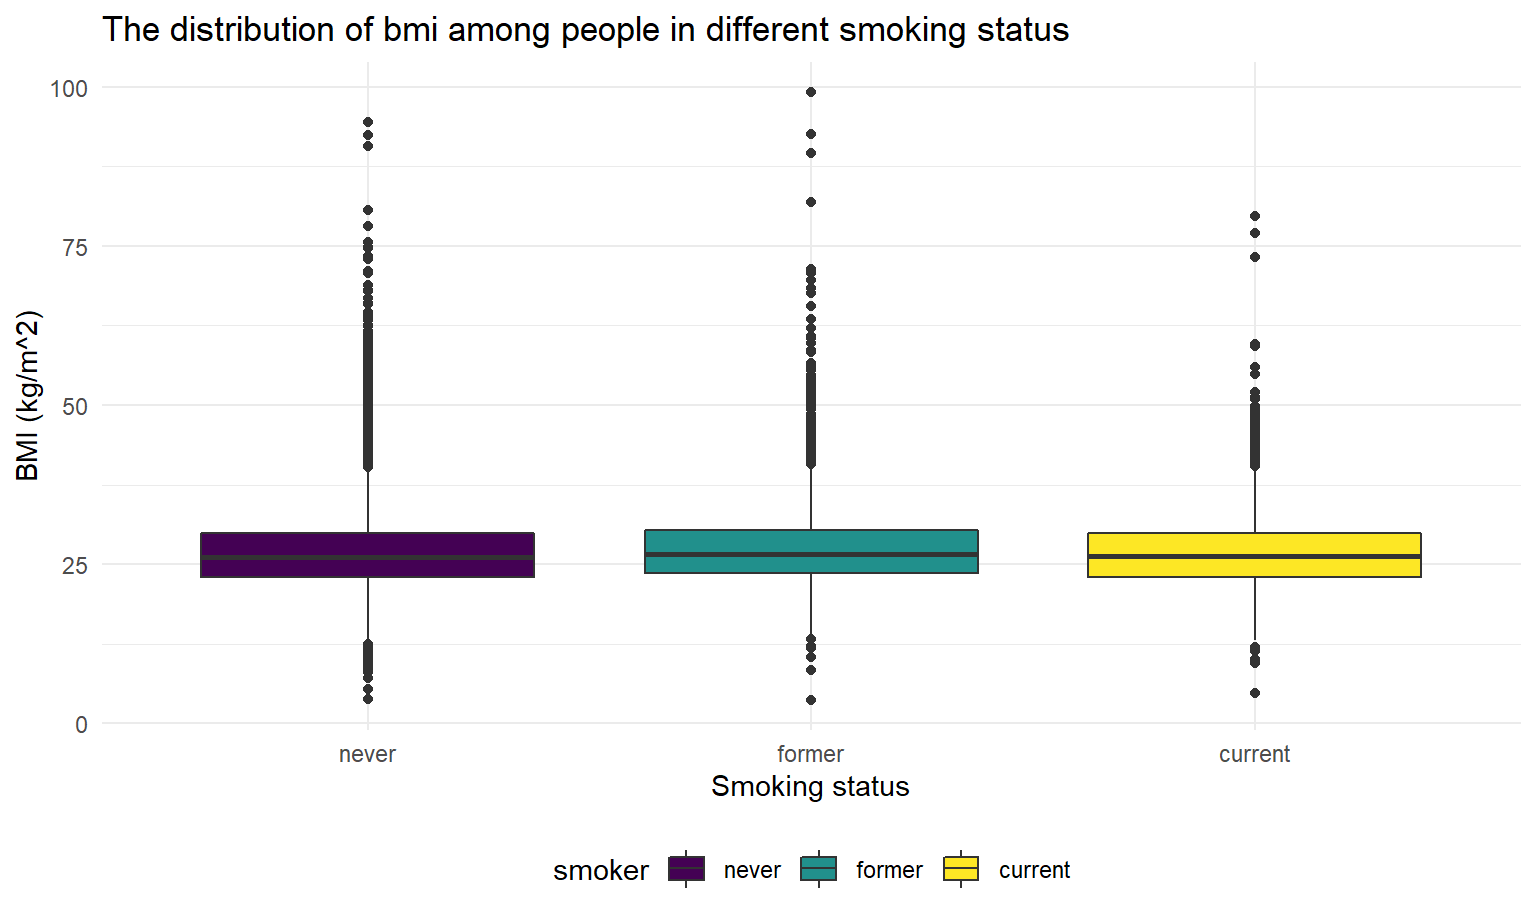 The distribution of bmi among people in different smoking status
BMI (kg/m^2)
100
75
50
25
0
never former current
Smoking status
smoker never former current